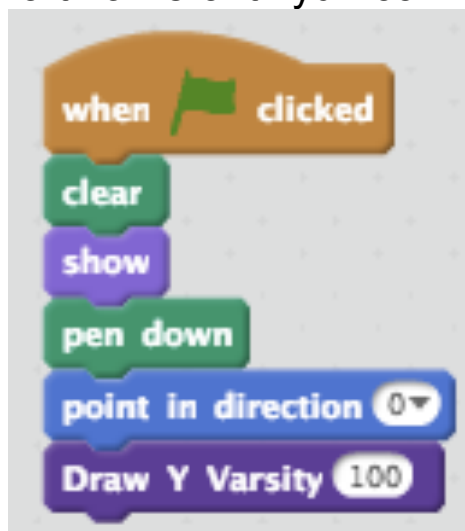 when clicked
clear
show
pen down
point in direction 0
Draw Y Varsity 100